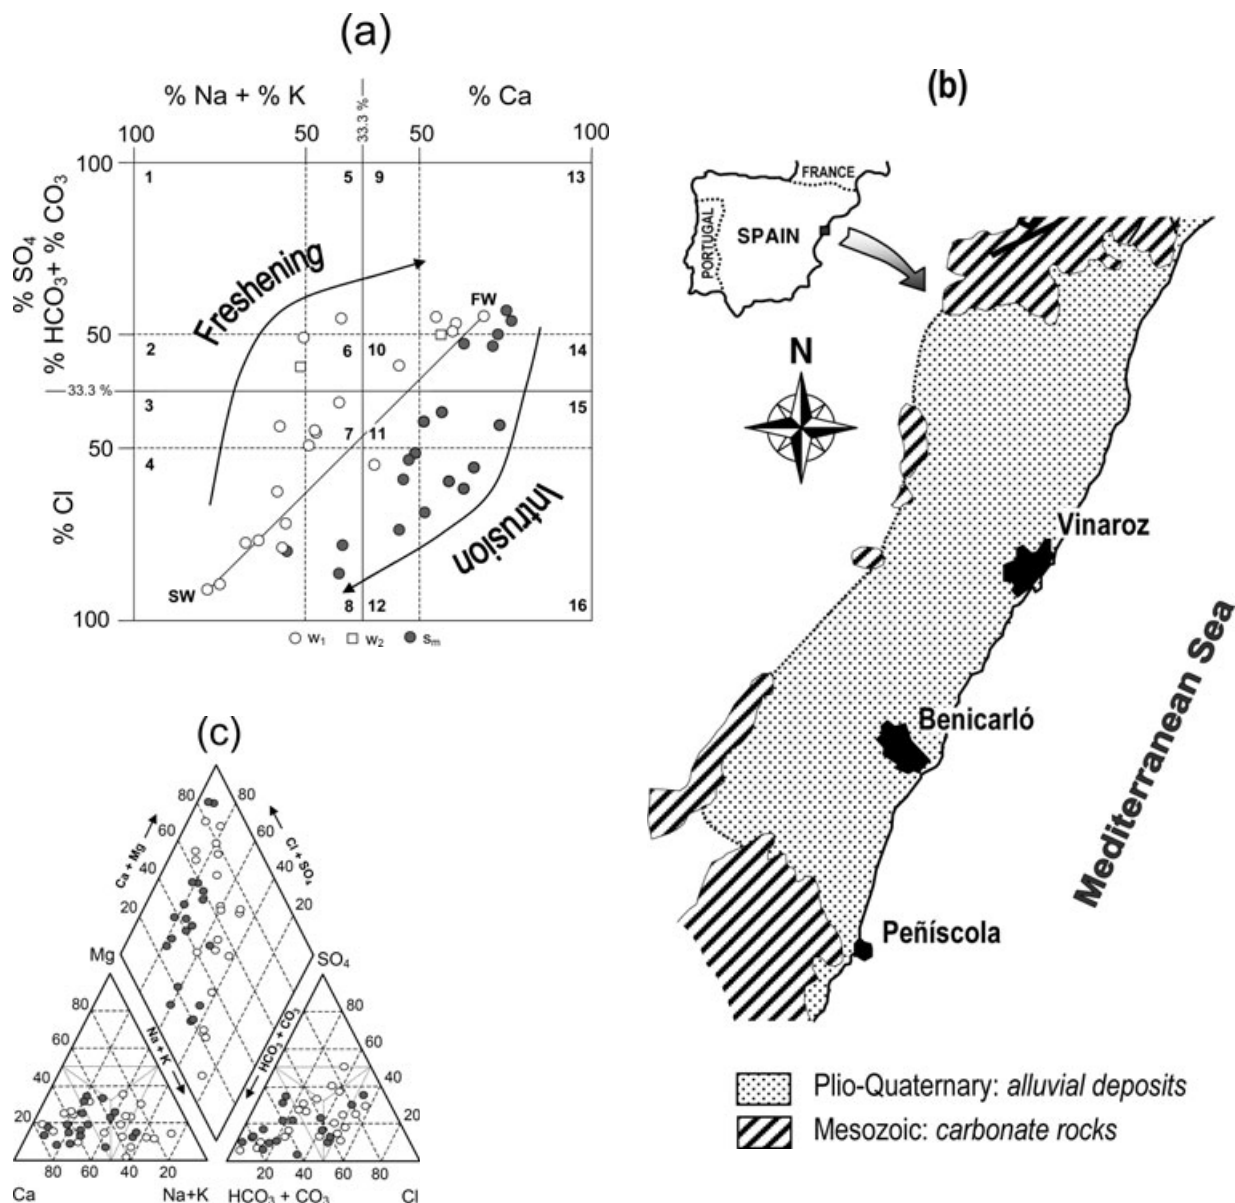 (a)
% Na + % K
% Ca
33.3 %
100
50
50
100
100
50
33.3 %
50
100
% SO₄
% HCO₃+ % CO₃
% Cl
1
5
9
13
2
6
10
14
3
7
11
15
4
8
12
16
Freshening
Intrusion
FW
SW
w₁
w₂
sₘ
(b)
FRANCE
PORTUGAL
SPAIN
N
Vinaroz
Benicarló
Peñíscola
Mediterranean Sea
Plio-Quaternary: alluvial deposits
Mesozoic: carbonate rocks
(c)
80
80
60
60
40
40
20
20
Ca + Mg
Cl + SO₄
Mg
SO₄
Na + K
HCO₃ + CO₃
80
60
40
20
80
60
40
20
80
60
40
20
20
40
60
80
Ca
Na+K
HCO₃ + CO₃
Cl